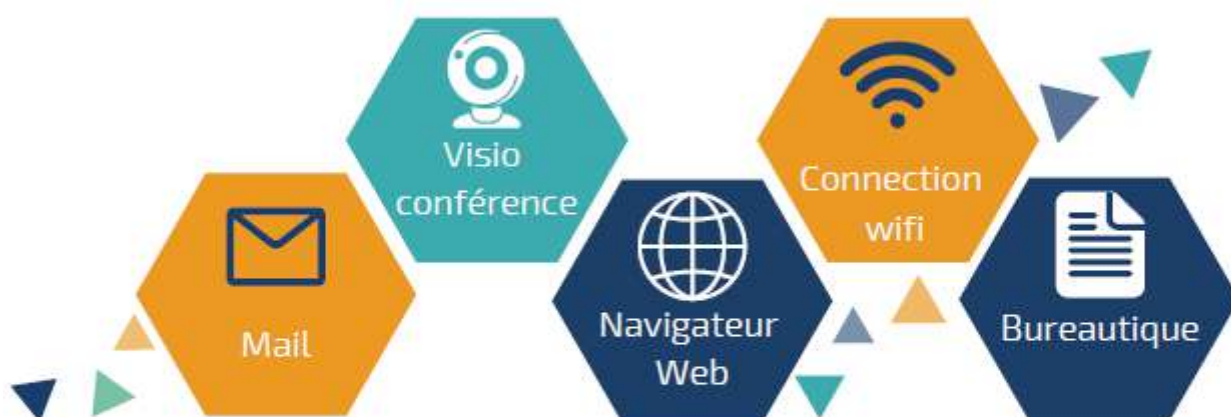 Mail
Visio
conférence
Navigateur
Web
Connection
wifi
Bureautique